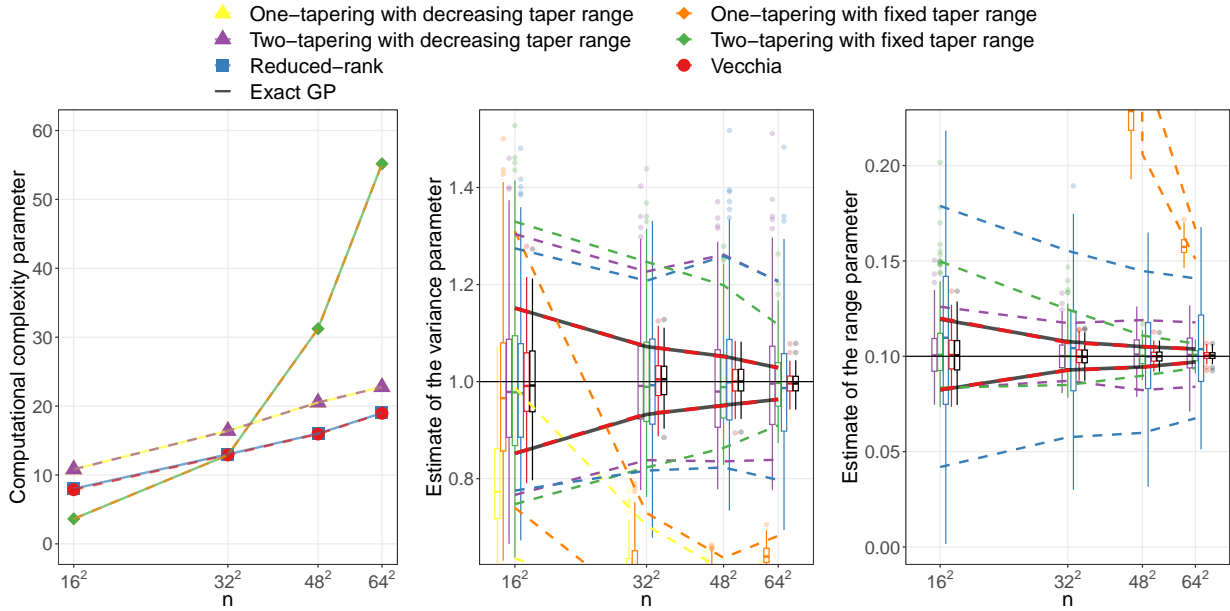 One−tapering with decreasing taper range
One−tapering with fixed taper range
Two−tapering with decreasing taper range
Two−tapering with fixed taper range
Reduced−rank
Vecchia
Exact GP
Computational complexity parameter
60
50
40
30
20
10
0
16²
32²
48²
64²
n
Estimate of the variance parameter
1.4
1.2
1.0
0.8
16²
32²
48²
64²
n
Estimate of the range parameter
0.20
0.15
0.10
0.05
0.00
16²
32²
48²
64²
n